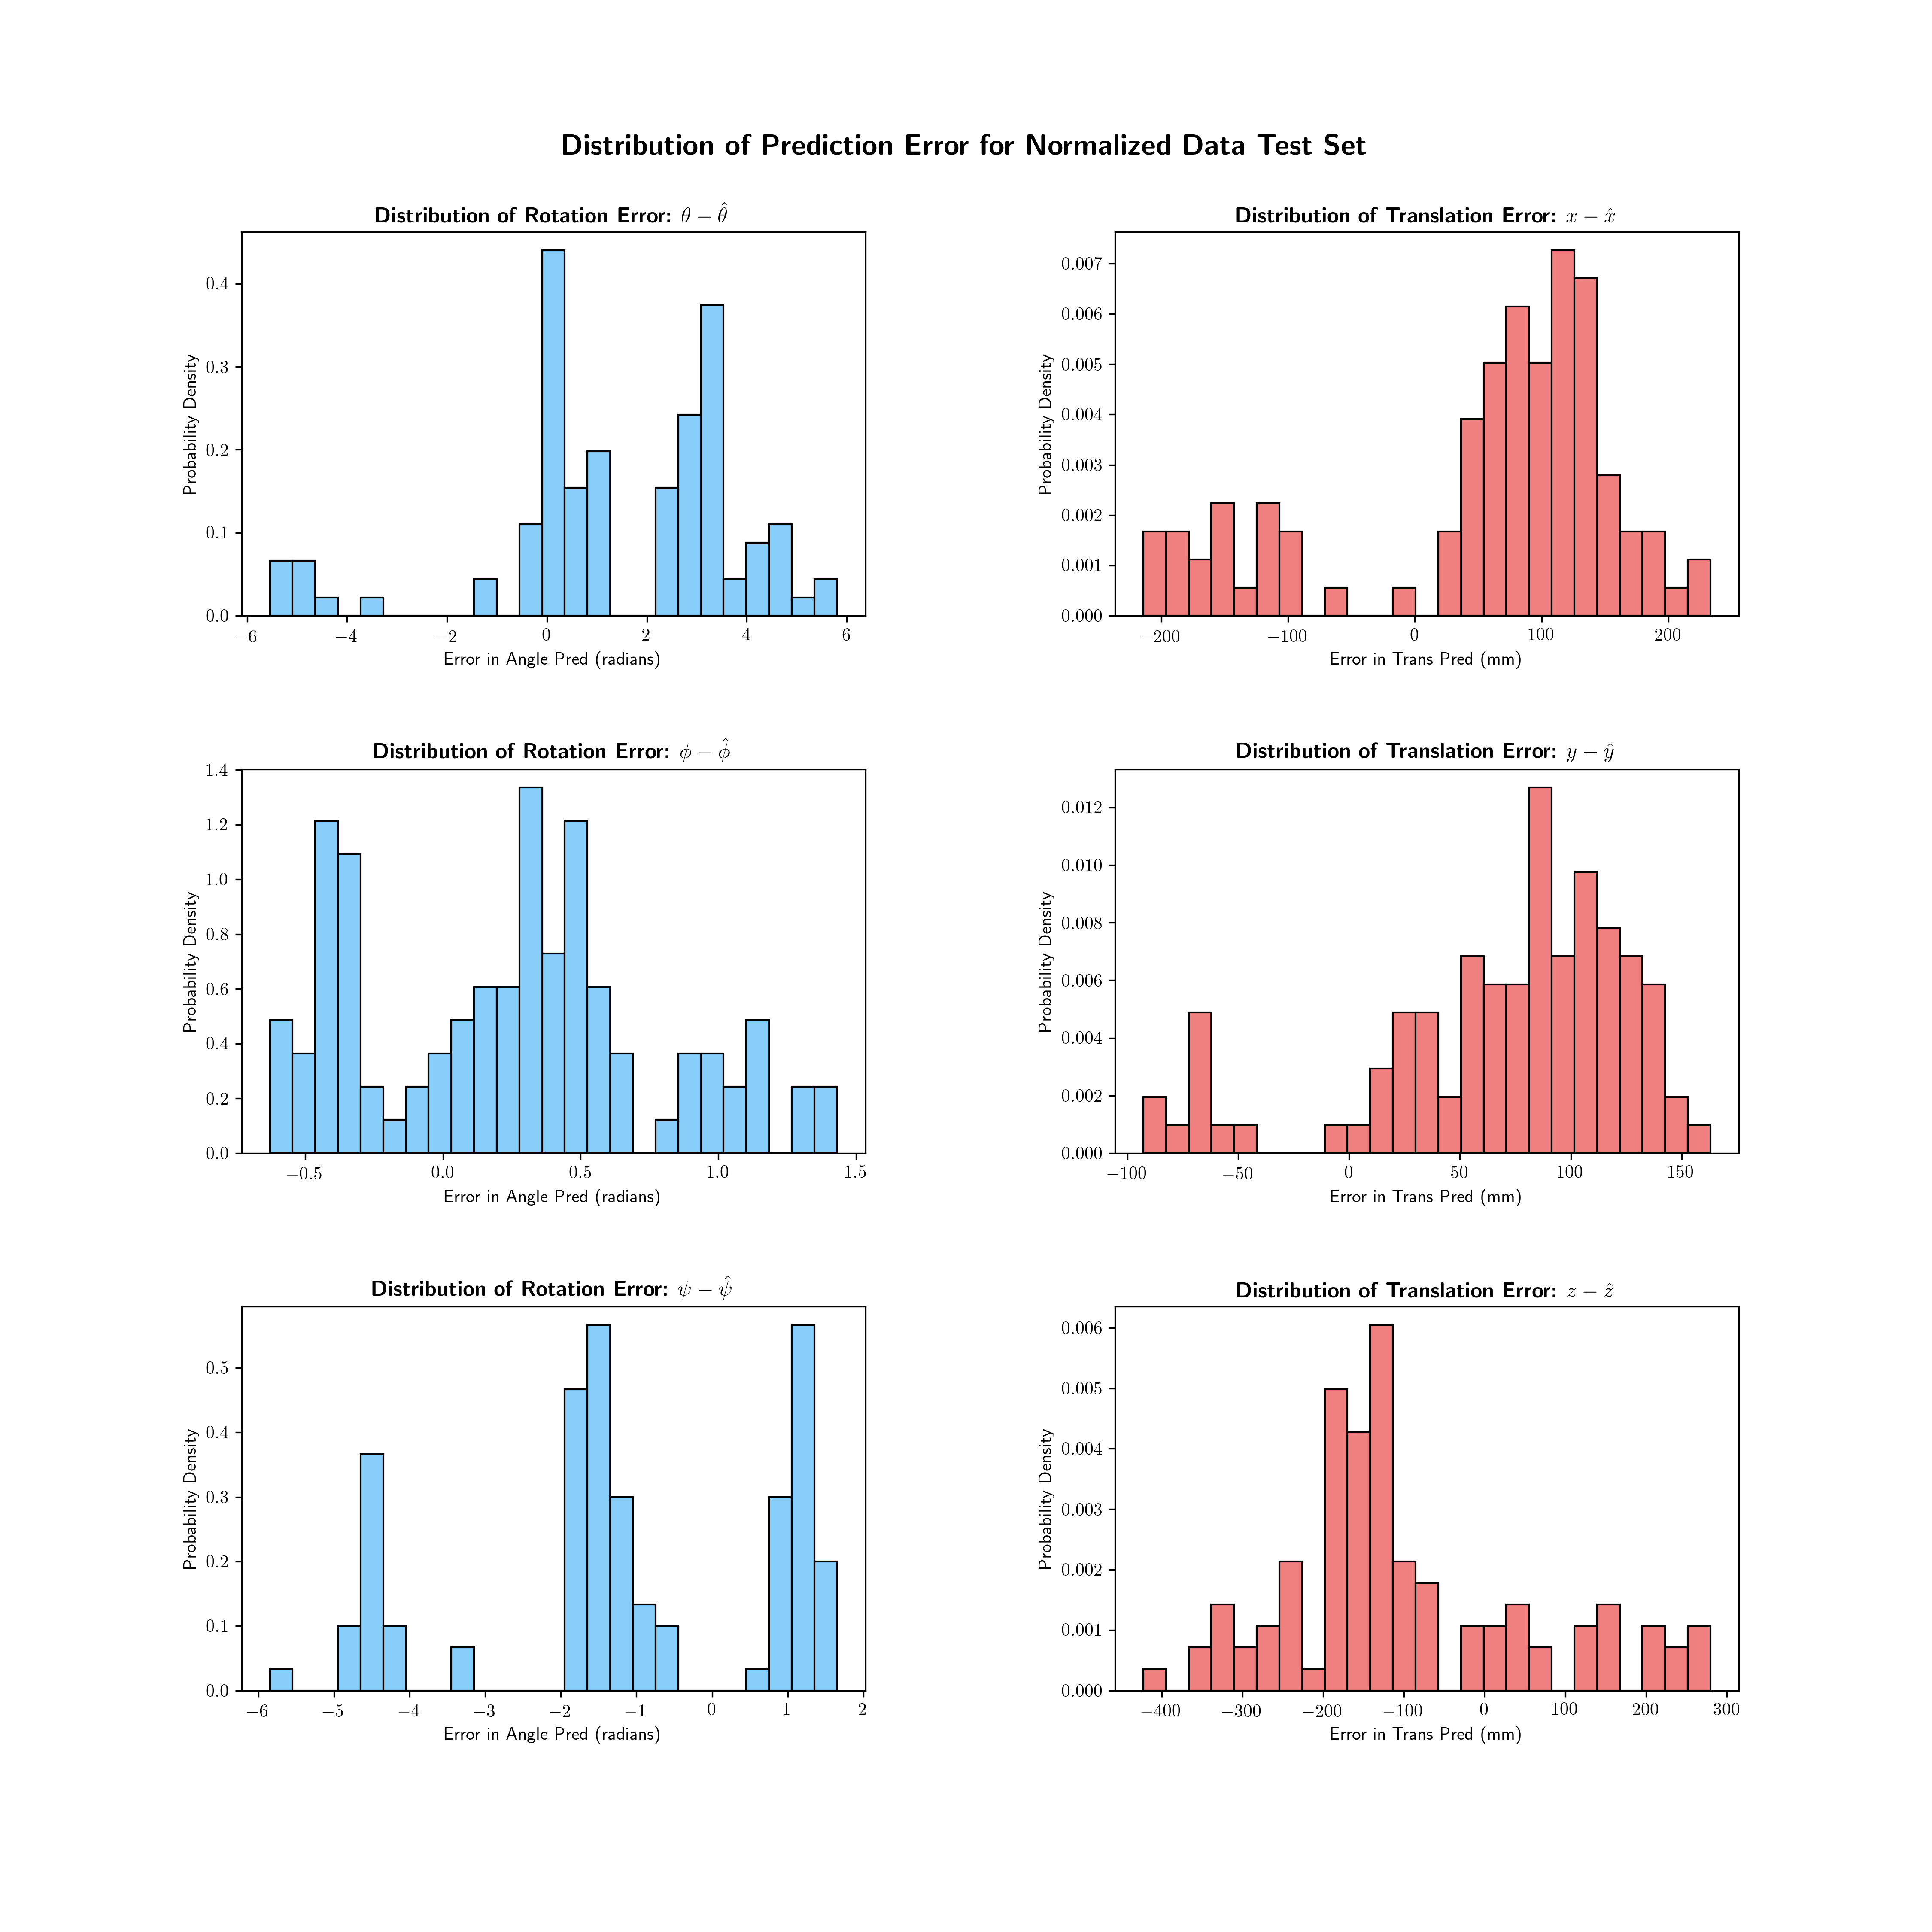 Distribution of Prediction Error for Normalized Data Test Set
Distribution of Rotation Error: θ − θ̂
Probability Density
0.4
0.3
0.2
0.1
0.0
−6 −4 −2 0 2 4 6
Error in Angle Pred (radians)
Distribution of Translation Error: x − x̂
Probability Density
0.007
0.006
0.005
0.004
0.003
0.002
0.001
0.000
−200 −100 0 100 200
Error in Trans Pred (mm)
Distribution of Rotation Error: ϕ − ϕ̂
Probability Density
1.4
1.2
1.0
0.8
0.6
0.4
0.2
0.0
−0.5 0.0 0.5 1.0 1.5
Error in Angle Pred (radians)
Distribution of Translation Error: y − ŷ
Probability Density
0.012
0.010
0.008
0.006
0.004
0.002
0.000
−100 −50 0 50 100 150
Error in Trans Pred (mm)
Distribution of Rotation Error: ψ − ψ̂
Probability Density
0.5
0.4
0.3
0.2
0.1
0.0
−6 −5 −4 −3 −2 −1 0 1 2
Error in Angle Pred (radians)
Distribution of Translation Error: z − ẑ
Probability Density
0.006
0.005
0.004
0.003
0.002
0.001
0.000
−400 −300 −200 −100 0 100 200 300
Error in Trans Pred (mm)